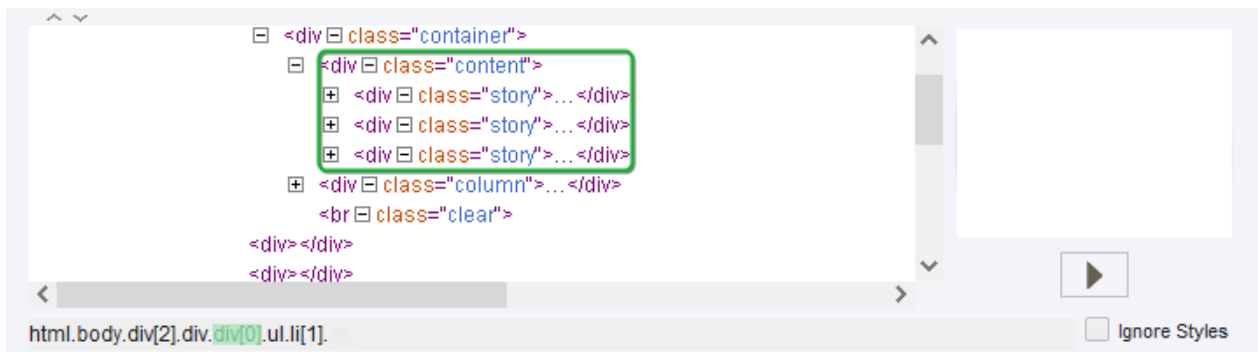 <div class="container">
<div class="content">
<div class="story">...</div>
<div class="story">...</div>
<div class="story">...</div>
<div class="column">...</div>
<br class="clear">
<div></div>
<div></div>
html.body.div[2].div.div[0].ul.li[1].
Ignore Styles